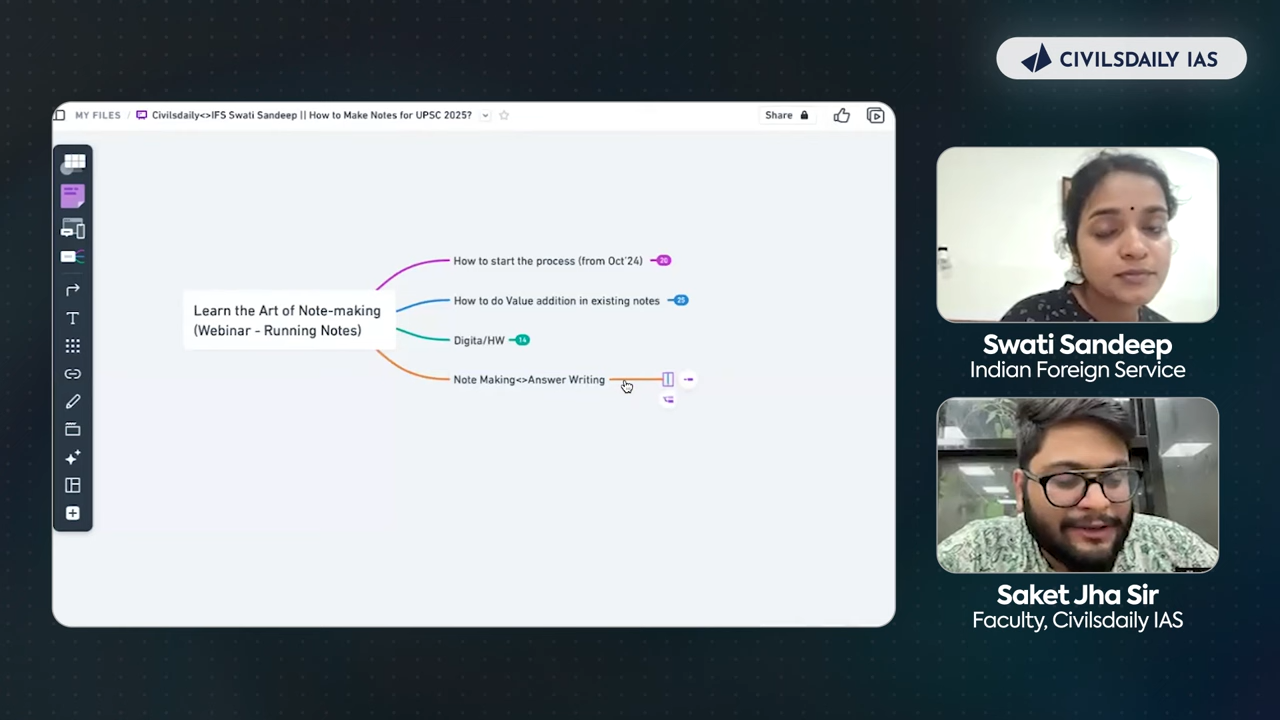 CIVILSDAILY IAS
MY FILES / Civilsdaily<>IFS Swati Sandeep || How to Make Notes for UPSC 2025?
Share
How to start the process (from Oct'24) 20
How to do Value addition in existing notes 25
Learn the Art of Note-making
(Webinar - Running Notes)
Digita/HW 14
Note Making<>Answer Writing
T
Swati Sandeep
Indian Foreign Service
Saket Jha Sir
Faculty, Civilsdaily IAS